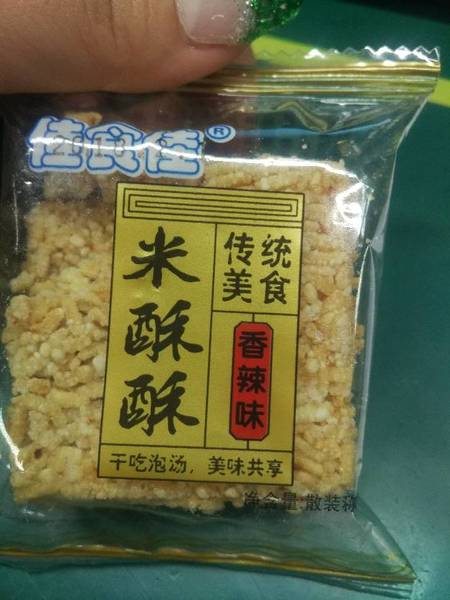 佳食佳®
米酥酥
传统
美食
香辣味
干吃泡汤，美味共享
净含量:散装称